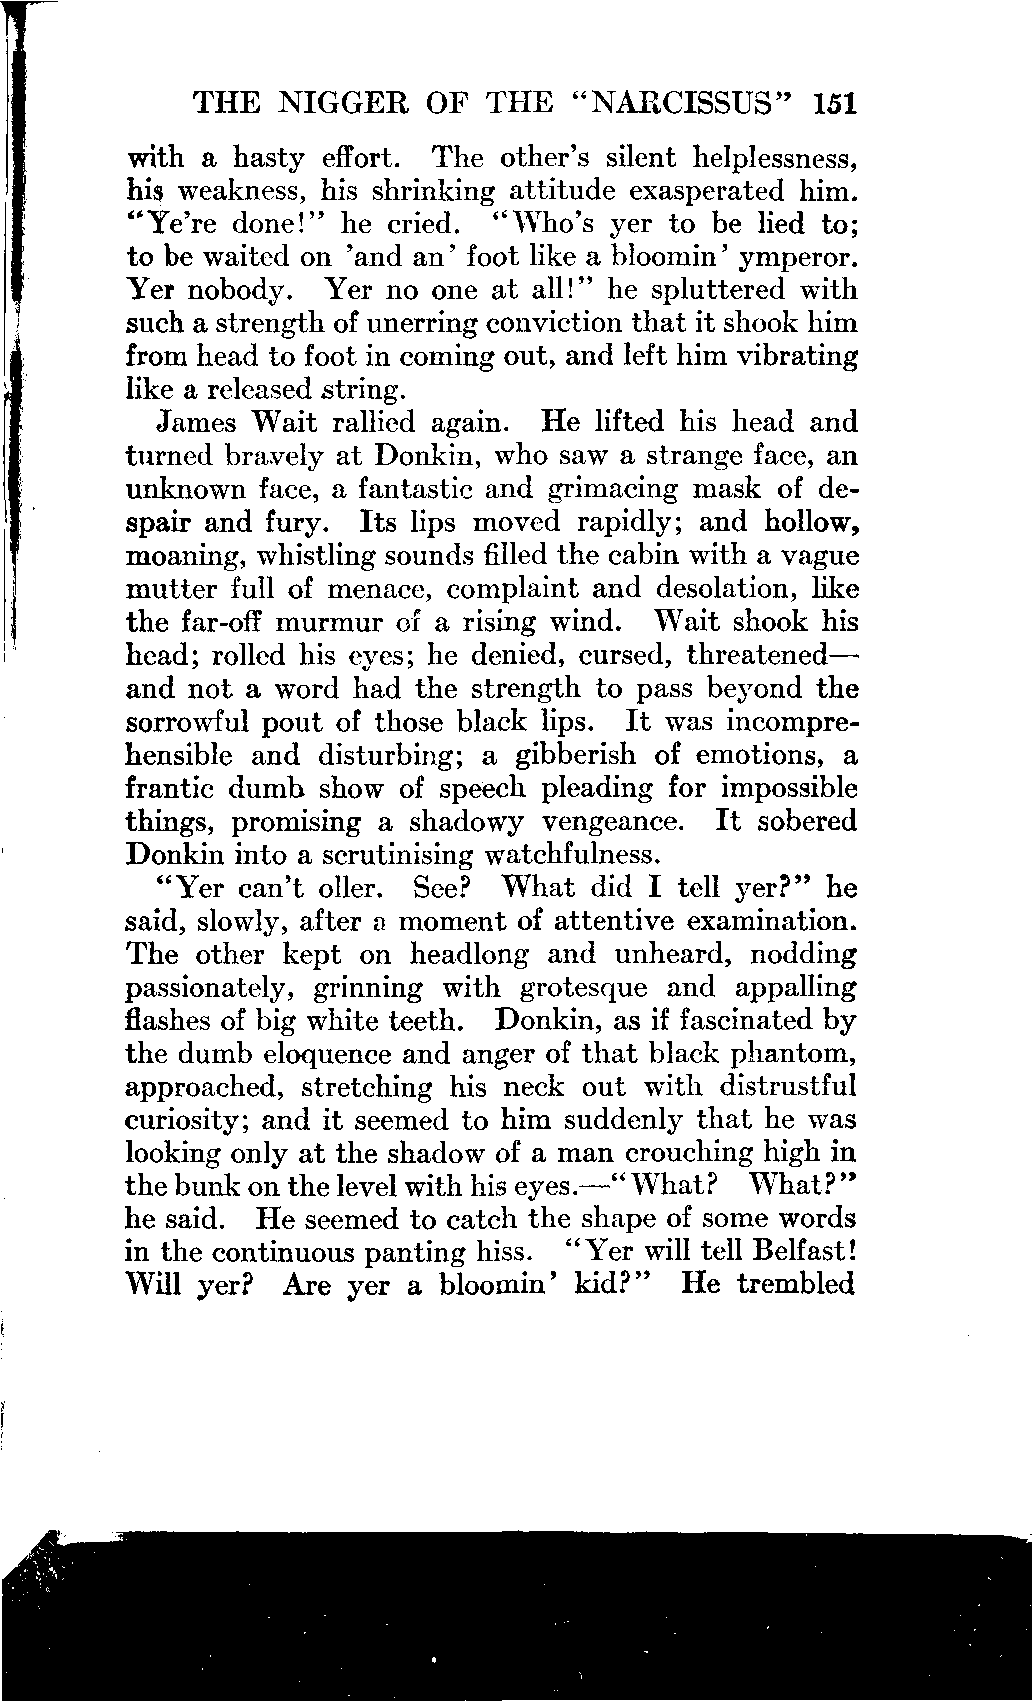 THE NIGGER OF THE “NARCISSUS” 151
with a hasty effort. The other’s silent helplessness,
his weakness, his shrinking attitude exasperated him.
“Ye’re done!” he cried. “Who’s yer to be lied to;
to be waited on ’and an’ foot like a bloomin’ ymperor.
Yer nobody. Yer no one at all!” he spluttered with
such a strength of unerring conviction that it shook him
from head to foot in coming out, and left him vibrating
like a released string.
James Wait rallied again. He lifted his head and
turned bravely at Donkin, who saw a strange face, an
unknown face, a fantastic and grimacing mask of de-
spair and fury. Its lips moved rapidly; and hollow,
moaning, whistling sounds filled the cabin with a vague
mutter full of menace, complaint and desolation, like
the far-off murmur of a rising wind. Wait shook his
head; rolled his eyes; he denied, cursed, threatened—
and not a word had the strength to pass beyond the
sorrowful pout of those black lips. It was incompre-
hensible and disturbing; a gibberish of emotions, a
frantic dumb show of speech pleading for impossible
things, promising a shadowy vengeance. It sobered
Donkin into a scrutinising watchfulness.
“Yer can’t oller. See? What did I tell yer?” he
said, slowly, after a moment of attentive examination.
The other kept on headlong and unheard, nodding
passionately, grinning with grotesque and appalling
flashes of big white teeth. Donkin, as if fascinated by
the dumb eloquence and anger of that black phantom,
approached, stretching his neck out with distrustful
curiosity; and it seemed to him suddenly that he was
looking only at the shadow of a man crouching high in
the bunk on the level with his eyes.—“What? What?”
he said. He seemed to catch the shape of some words
in the continuous panting hiss. “Yer will tell Belfast!
Will yer? Are yer a bloomin’ kid?” He trembled